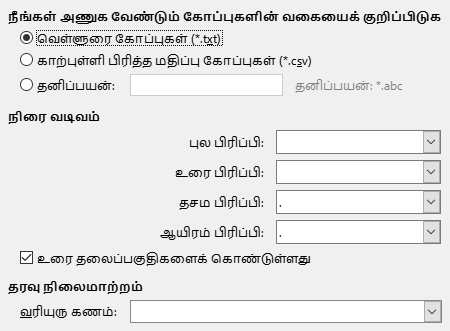 நீங்கள் அணுக வேண்டும் கோப்புகளின் வகையைக் குறிப்பிடுக
வெள்ளுரை கோப்புகள் (*.txt)
காற்புள்ளி பிரித்த மதிப்பு கோப்புகள் (*.csv)
தனிப்பயன்: தனிப்பயன்: *.abc
நிரை வடிவம்
புல பிரிப்பி:
உரை பிரிப்பி:
தசம பிரிப்பி: .
ஆயிரம் பிரிப்பி: .
உரை தலைப்பகுதிகளைக் கொண்டுள்ளது
தரவு நிலைமாற்றம்
வரியுரு கணம்: